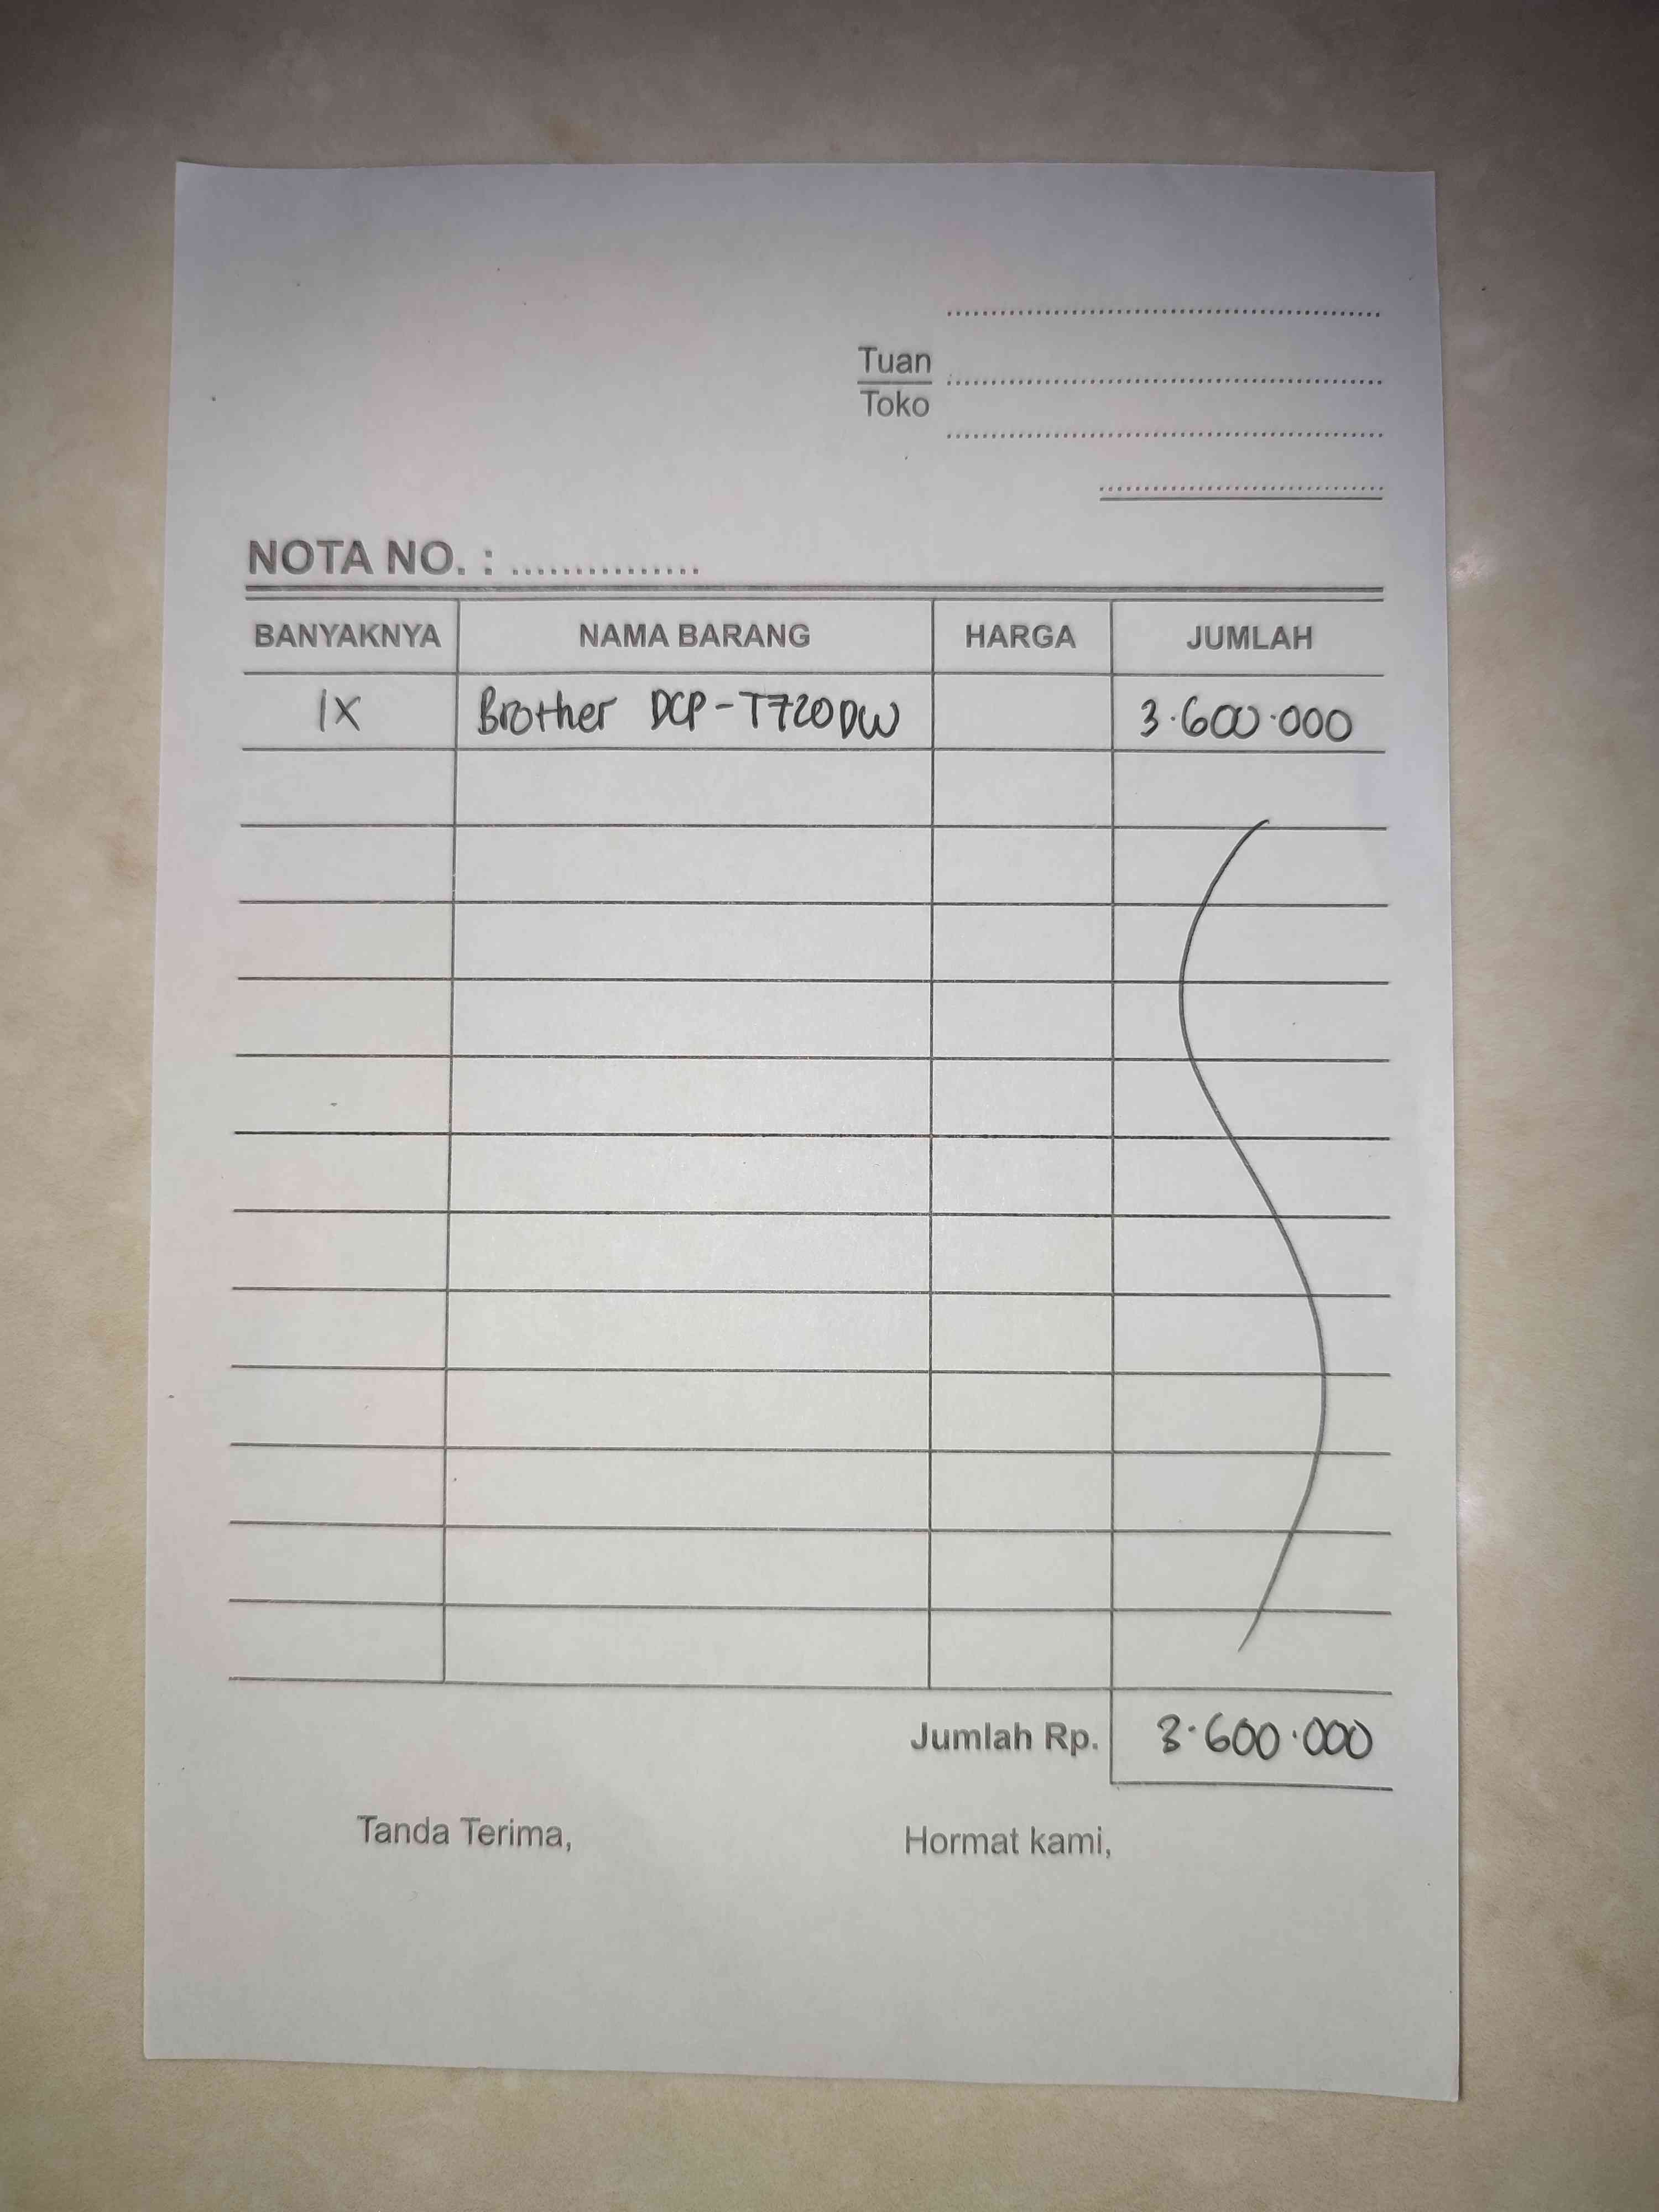 Tuan
Toko
NOTA NO. : ...............
BANYAKNYA NAMA BARANG HARGA JUMLAH
1X Brother DCP-T720DW 3.600.000
Jumlah Rp. 3.600.000
Tanda Terima, Hormat kami,